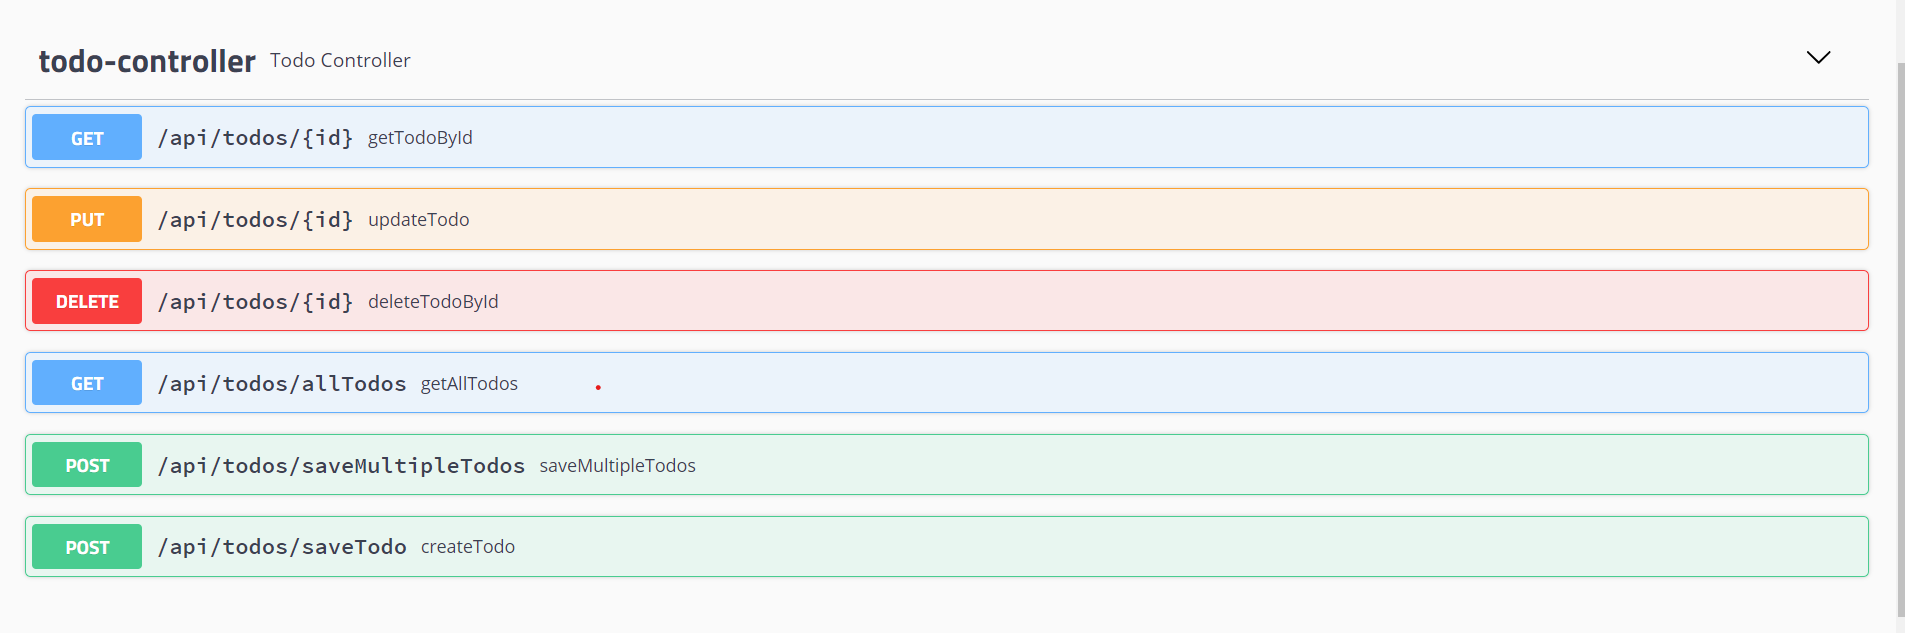 todo-controller Todo Controller
GET /api/todos/{id} getTodoById
PUT /api/todos/{id} updateTodo
DELETE /api/todos/{id} deleteTodoById
GET /api/todos/allTodos getAllTodos
POST /api/todos/saveMultipleTodos saveMultipleTodos
POST /api/todos/saveTodo createTodo